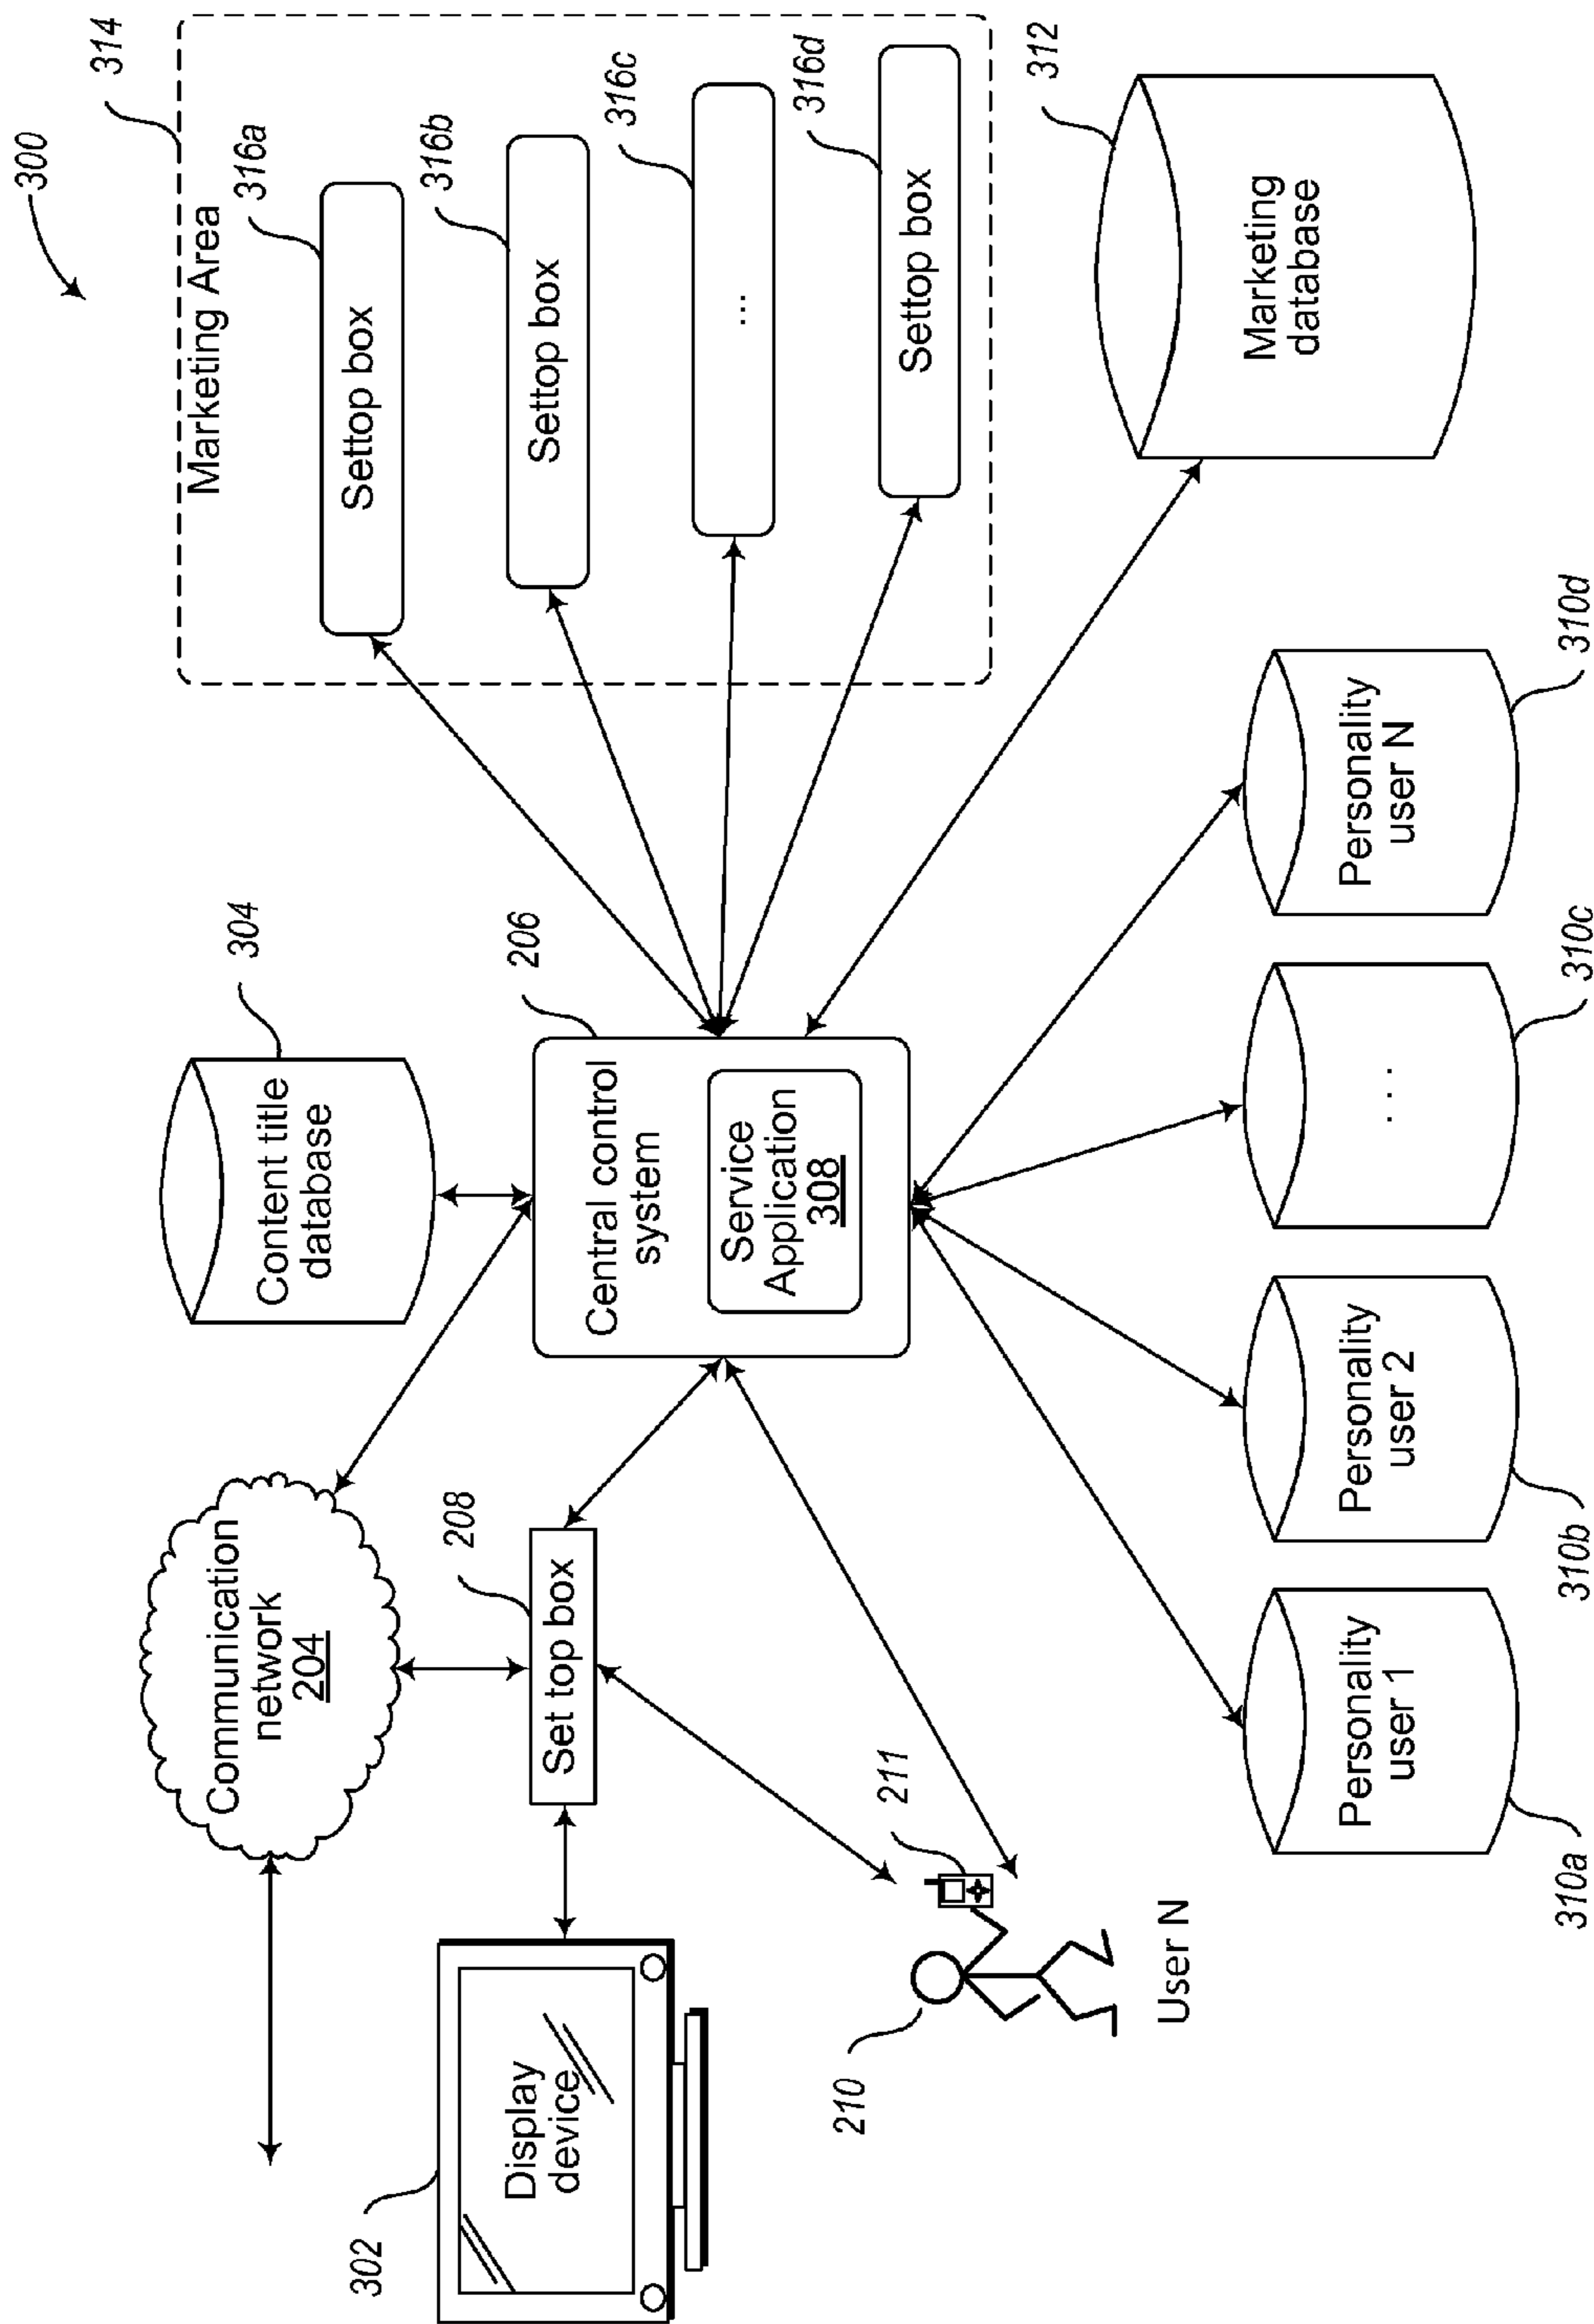 300
314
Marketing Area
316a
Settop box
316b
Settop box
316c
...
316d
Settop box
304
Content title
database
Communication
network
204
206
Central control
system
Service
Application
308
208
Set top box
302
Display
device
210
211
User N
312
Marketing
database
Personality
user 1
310a
Personality
user 2
310b
. . .
310c
Personality
user N
310d